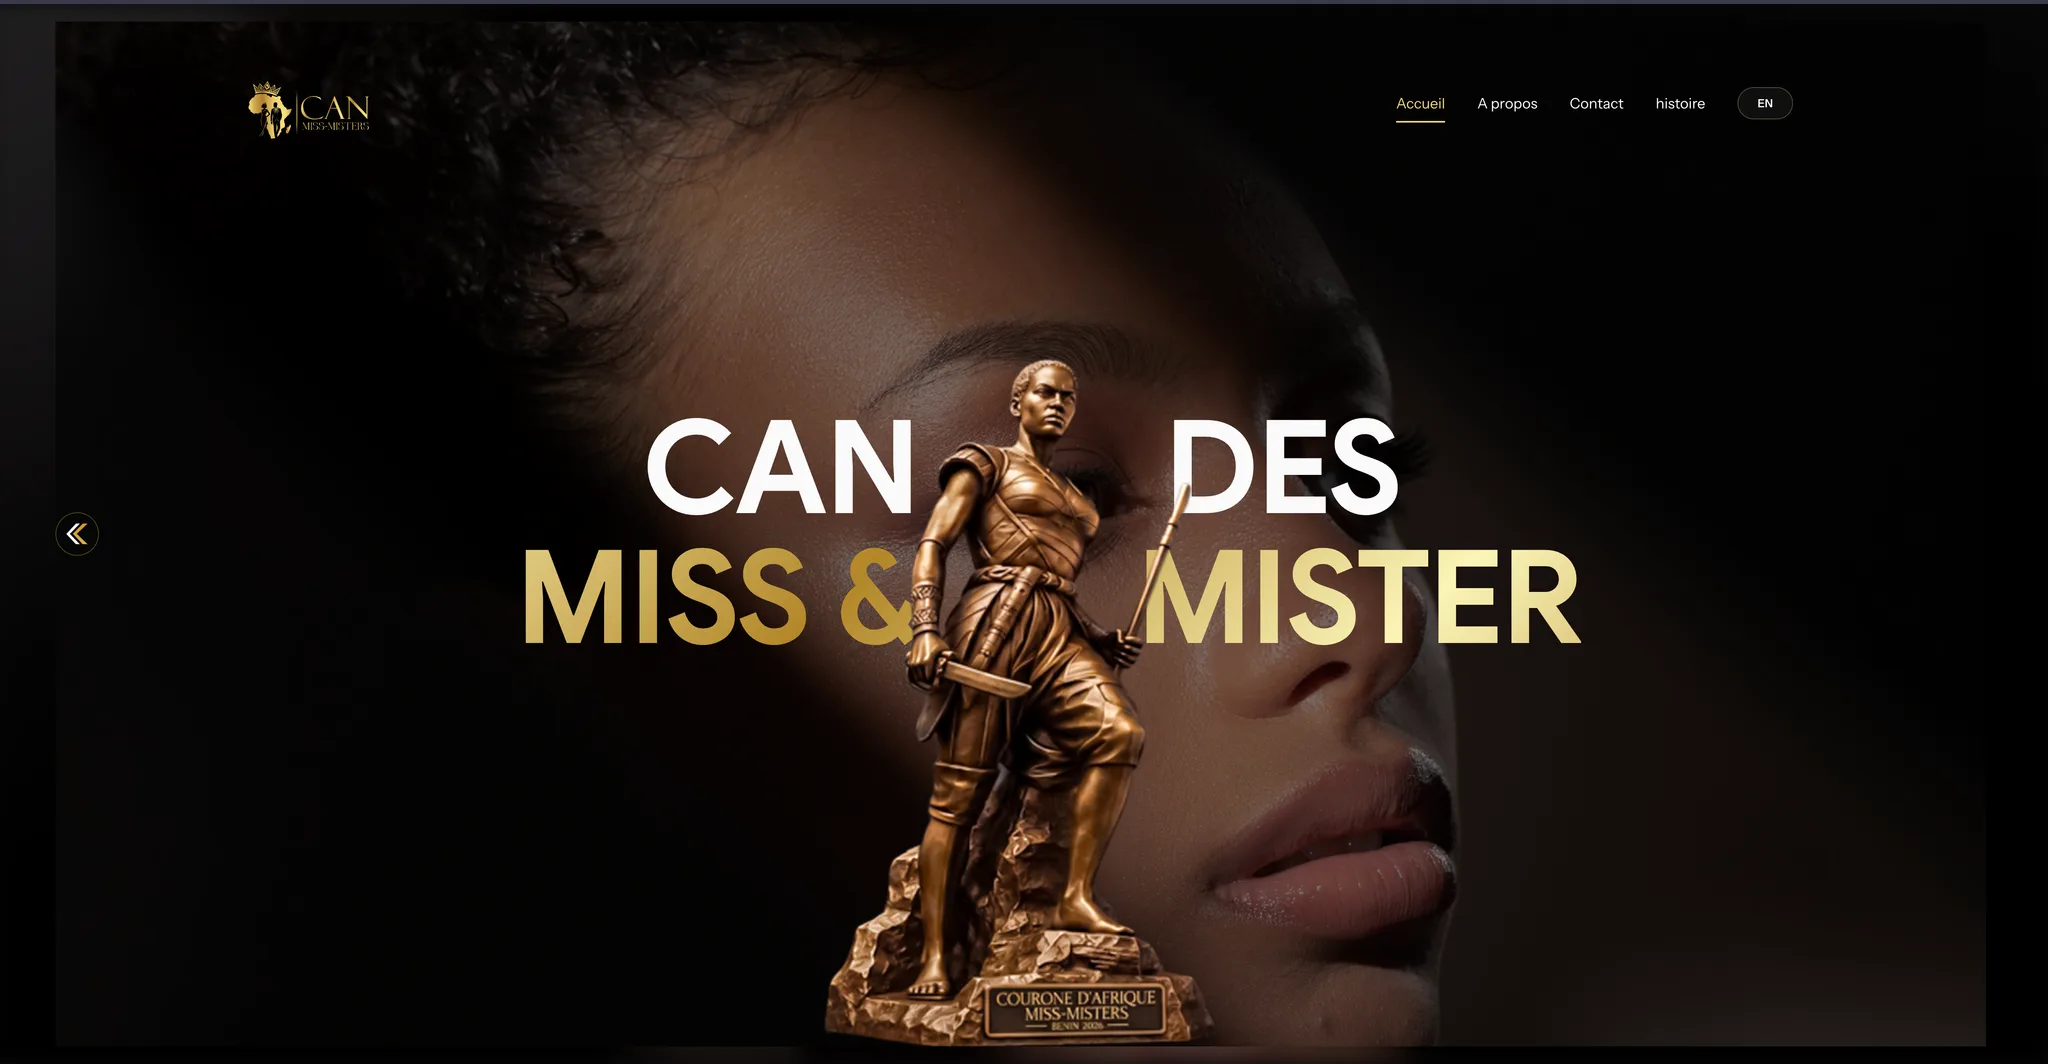 CAN
MISS-MISTERS
Accueil
A propos
Contact
histoire
EN
CAN DES
MISS & MISTER
COURONE D'AFRIQUE
MISS-MISTERS
BENIN 2026